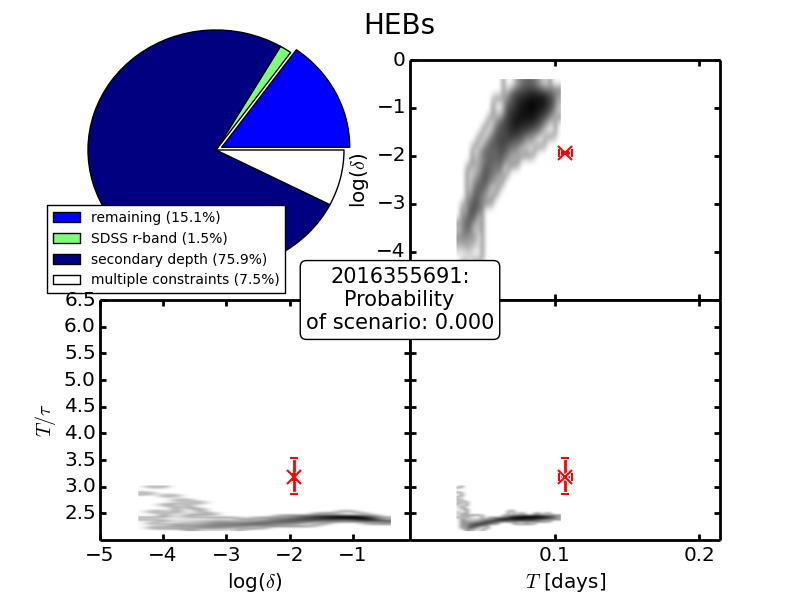 HEBs
remaining (15.1%)
SDSS r-band (1.5%)
secondary depth (75.9%)
multiple constraints (7.5%)
0
−1
−2
−3
−4
log(δ)
2016355691:
Probability
of scenario: 0.000
6.5
6.0
5.5
5.0
4.5
4.0
3.5
3.0
2.5
T/τ
−5 −4 −3 −2 −1
log(δ)
0.1 0.2
T [days]